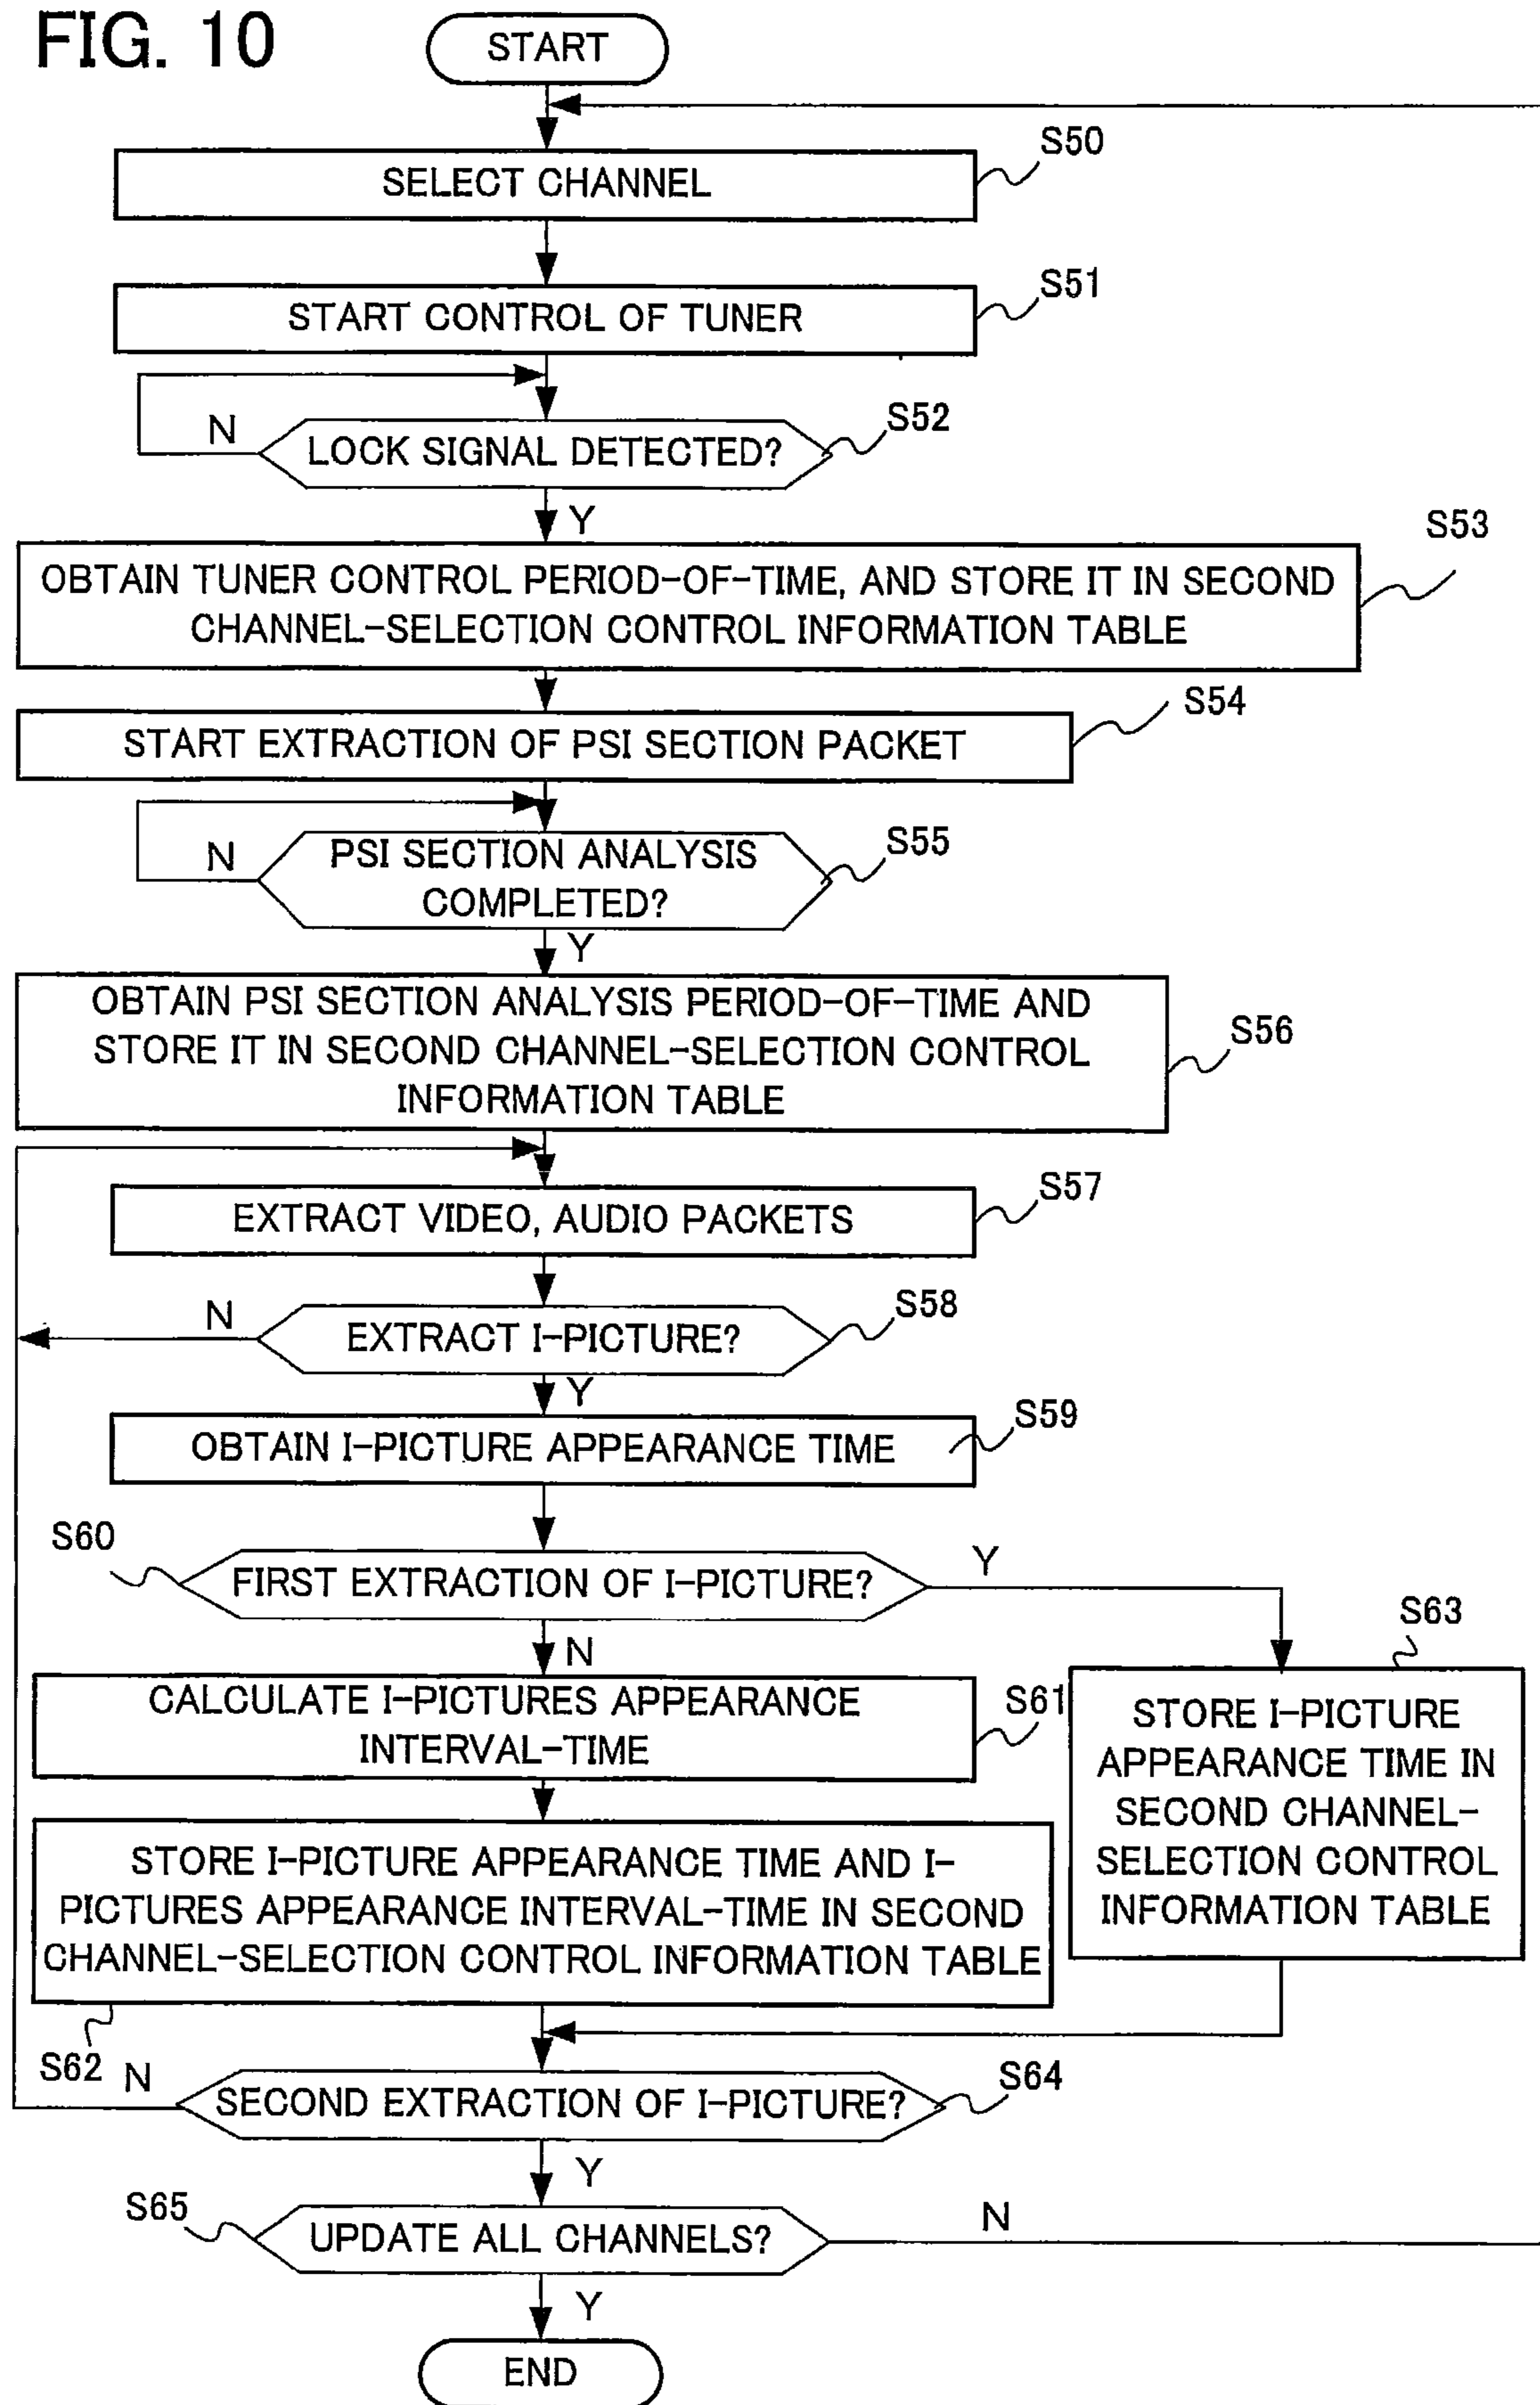 FIG. 10
START
S50
SELECT CHANNEL
S51
START CONTROL OF TUNER
N
S52
LOCK SIGNAL DETECTED?
Y
S53
OBTAIN TUNER CONTROL PERIOD-OF-TIME, AND STORE IT IN SECOND
CHANNEL-SELECTION CONTROL INFORMATION TABLE
S54
START EXTRACTION OF PSI SECTION PACKET
N
S55
PSI SECTION ANALYSIS
COMPLETED?
Y
OBTAIN PSI SECTION ANALYSIS PERIOD-OF-TIME AND
STORE IT IN SECOND CHANNEL-SELECTION CONTROL
INFORMATION TABLE
S56
S57
EXTRACT VIDEO, AUDIO PACKETS
N
S58
EXTRACT I-PICTURE?
Y
S59
OBTAIN I-PICTURE APPEARANCE TIME
S60
FIRST EXTRACTION OF I-PICTURE?
Y
N
S63
CALCULATE I-PICTURES APPEARANCE
INTERVAL-TIME
S61
STORE I-PICTURE
APPEARANCE TIME IN
SECOND CHANNEL-
SELECTION CONTROL
INFORMATION TABLE
STORE I-PICTURE APPEARANCE TIME AND I-
PICTURES APPEARANCE INTERVAL-TIME IN SECOND
CHANNEL-SELECTION CONTROL INFORMATION TABLE
S62
N
S64
SECOND EXTRACTION OF I-PICTURE?
Y
S65
UPDATE ALL CHANNELS?
N
Y
END